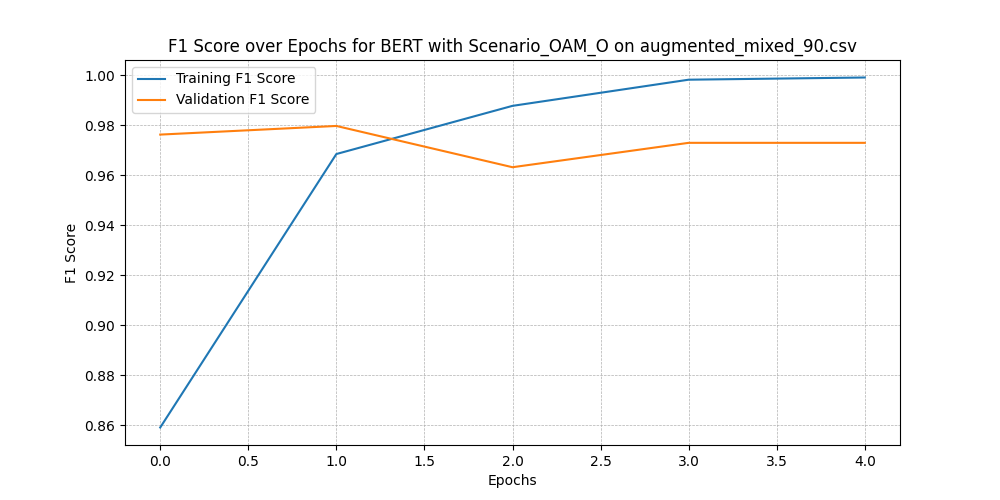 F1 Score over Epochs for BERT with Scenario_OAM_O on augmented_mixed_90.csv
Training F1 Score
Validation F1 Score
F1 Score
1.00
0.98
0.96
0.94
0.92
0.90
0.88
0.86
0.0 0.5 1.0 1.5 2.0 2.5 3.0 3.5 4.0
Epochs